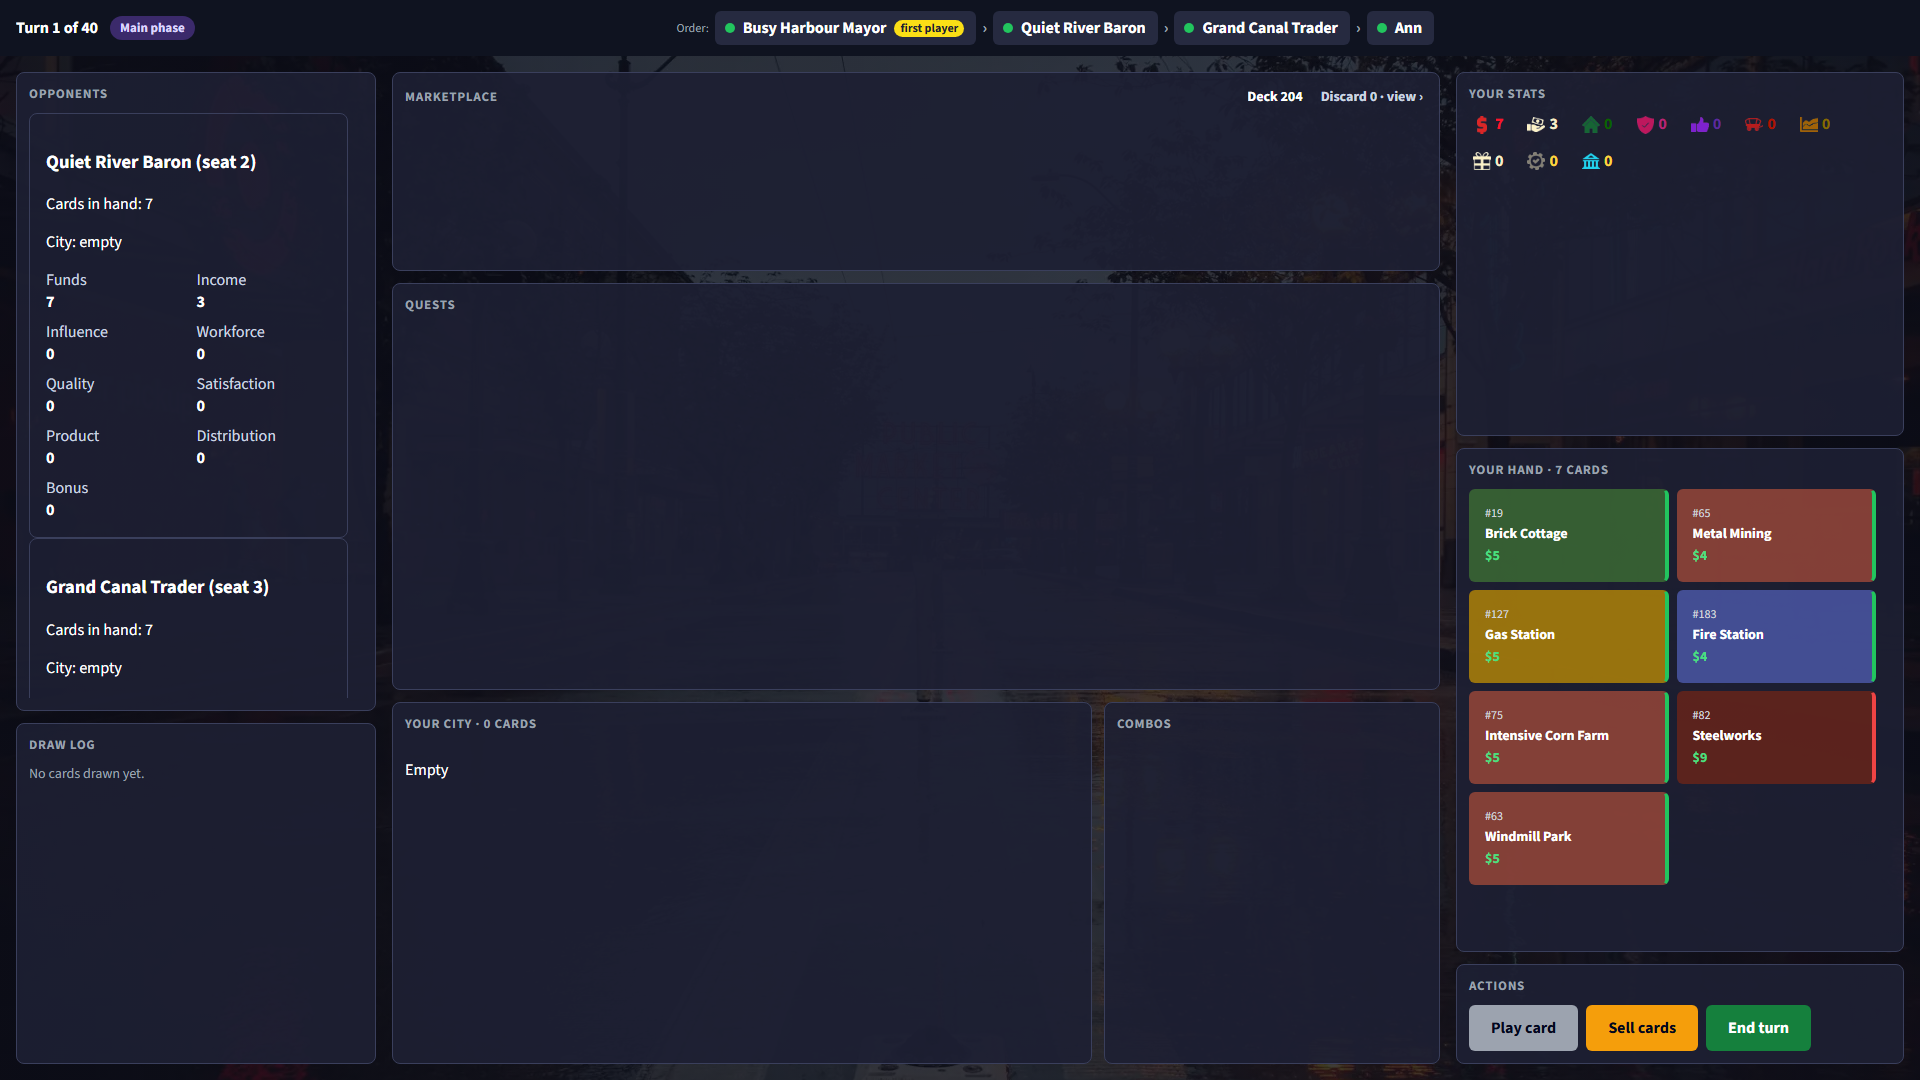 Turn 1 of 40 Main phase
Order: Busy Harbour Mayor first player › Quiet River Baron › Grand Canal Trader › Ann
OPPONENTS
Quiet River Baron (seat 2)
Cards in hand: 7
City: empty
Funds Income
7 3
Influence Workforce
0 0
Quality Satisfaction
0 0
Product Distribution
0 0
Bonus
0
Grand Canal Trader (seat 3)
Cards in hand: 7
City: empty
DRAW LOG
No cards drawn yet.
MARKETPLACE Deck 204 Discard 0 · view ›
QUESTS
YOUR CITY · 0 CARDS
Empty
COMBOS
YOUR STATS
7 3 0 0 0 0 0
0 0 0
YOUR HAND · 7 CARDS
#19
Brick Cottage
$5
#65
Metal Mining
$4
#127
Gas Station
$5
#183
Fire Station
$4
#75
Intensive Corn Farm
$5
#82
Steelworks
$9
#63
Windmill Park
$5
ACTIONS
Play card Sell cards End turn